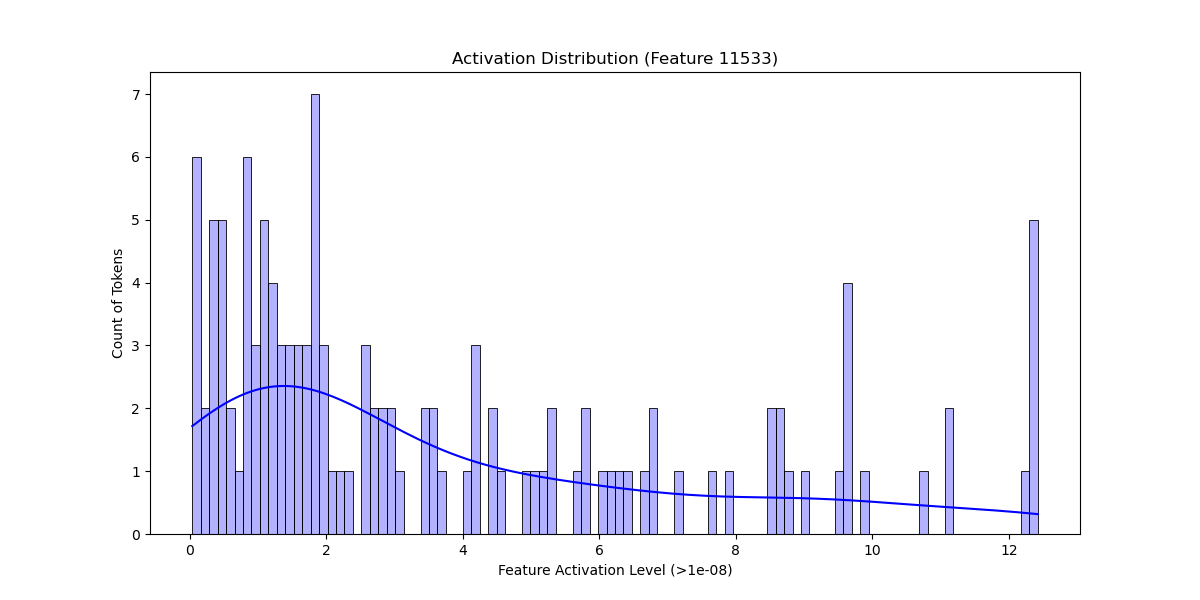 Activation Distribution (Feature 11533)
Count of Tokens
7
6
5
4
3
2
1
0
0 2 4 6 8 10 12
Feature Activation Level (>1e-08)